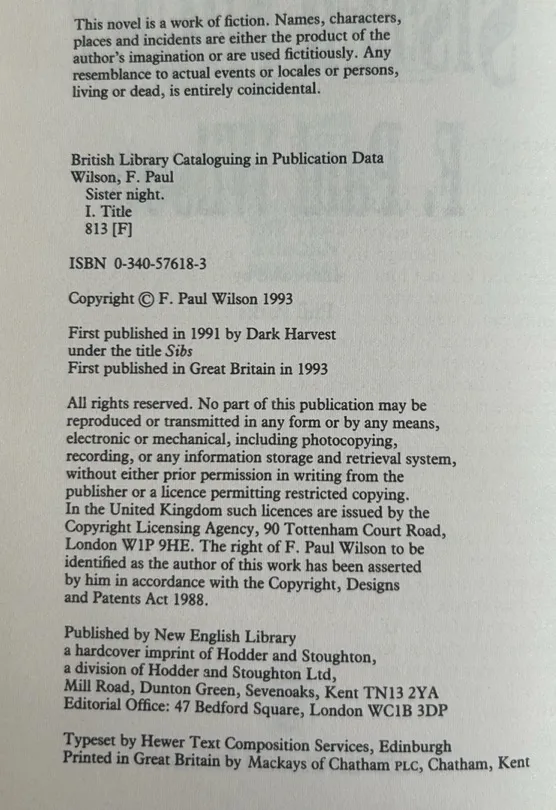 This novel is a work of fiction. Names, characters,
places and incidents are either the product of the
author's imagination or are used fictitiously. Any
resemblance to actual events or locales or persons,
living or dead, is entirely coincidental.
British Library Cataloguing in Publication Data
Wilson, F. Paul
Sister night.
I. Title
813 [F]
ISBN 0-340-57618-3
Copyright © F. Paul Wilson 1993
First published in 1991 by Dark Harvest
under the title Sibs
First published in Great Britain in 1993
All rights reserved. No part of this publication may be
reproduced or transmitted in any form or by any means,
electronic or mechanical, including photocopying,
recording, or any information storage and retrieval system,
without either prior permission in writing from the
publisher or a licence permitting restricted copying.
In the United Kingdom such licences are issued by the
Copyright Licensing Agency, 90 Tottenham Court Road,
London W1P 9HE. The right of F. Paul Wilson to be
identified as the author of this work has been asserted
by him in accordance with the Copyright, Designs
and Patents Act 1988.
Published by New English Library
a hardcover imprint of Hodder and Stoughton,
a division of Hodder and Stoughton Ltd,
Mill Road, Dunton Green, Sevenoaks, Kent TN13 2YA
Editorial Office: 47 Bedford Square, London WC1B 3DP
Typeset by Hewer Text Composition Services, Edinburgh
Printed in Great Britain by Mackays of Chatham PLC, Chatham, Kent